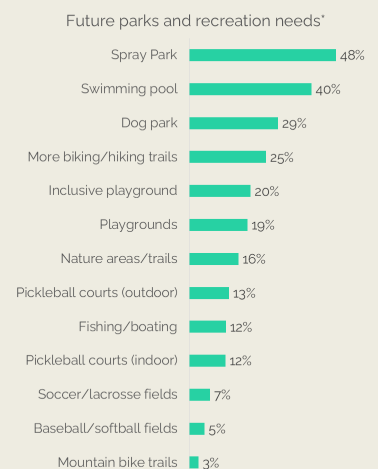 Future parks and recreation needs*
Spray Park 48%
Swimming pool 40%
Dog park 29%
More biking/hiking trails 25%
Inclusive playground 20%
Playgrounds 19%
Nature areas/trails 16%
Pickleball courts (outdoor) 13%
Fishing/boating 12%
Pickleball courts (indoor) 12%
Soccer/lacrosse fields 7%
Baseball/softball fields 5%
Mountain bike trails 3%